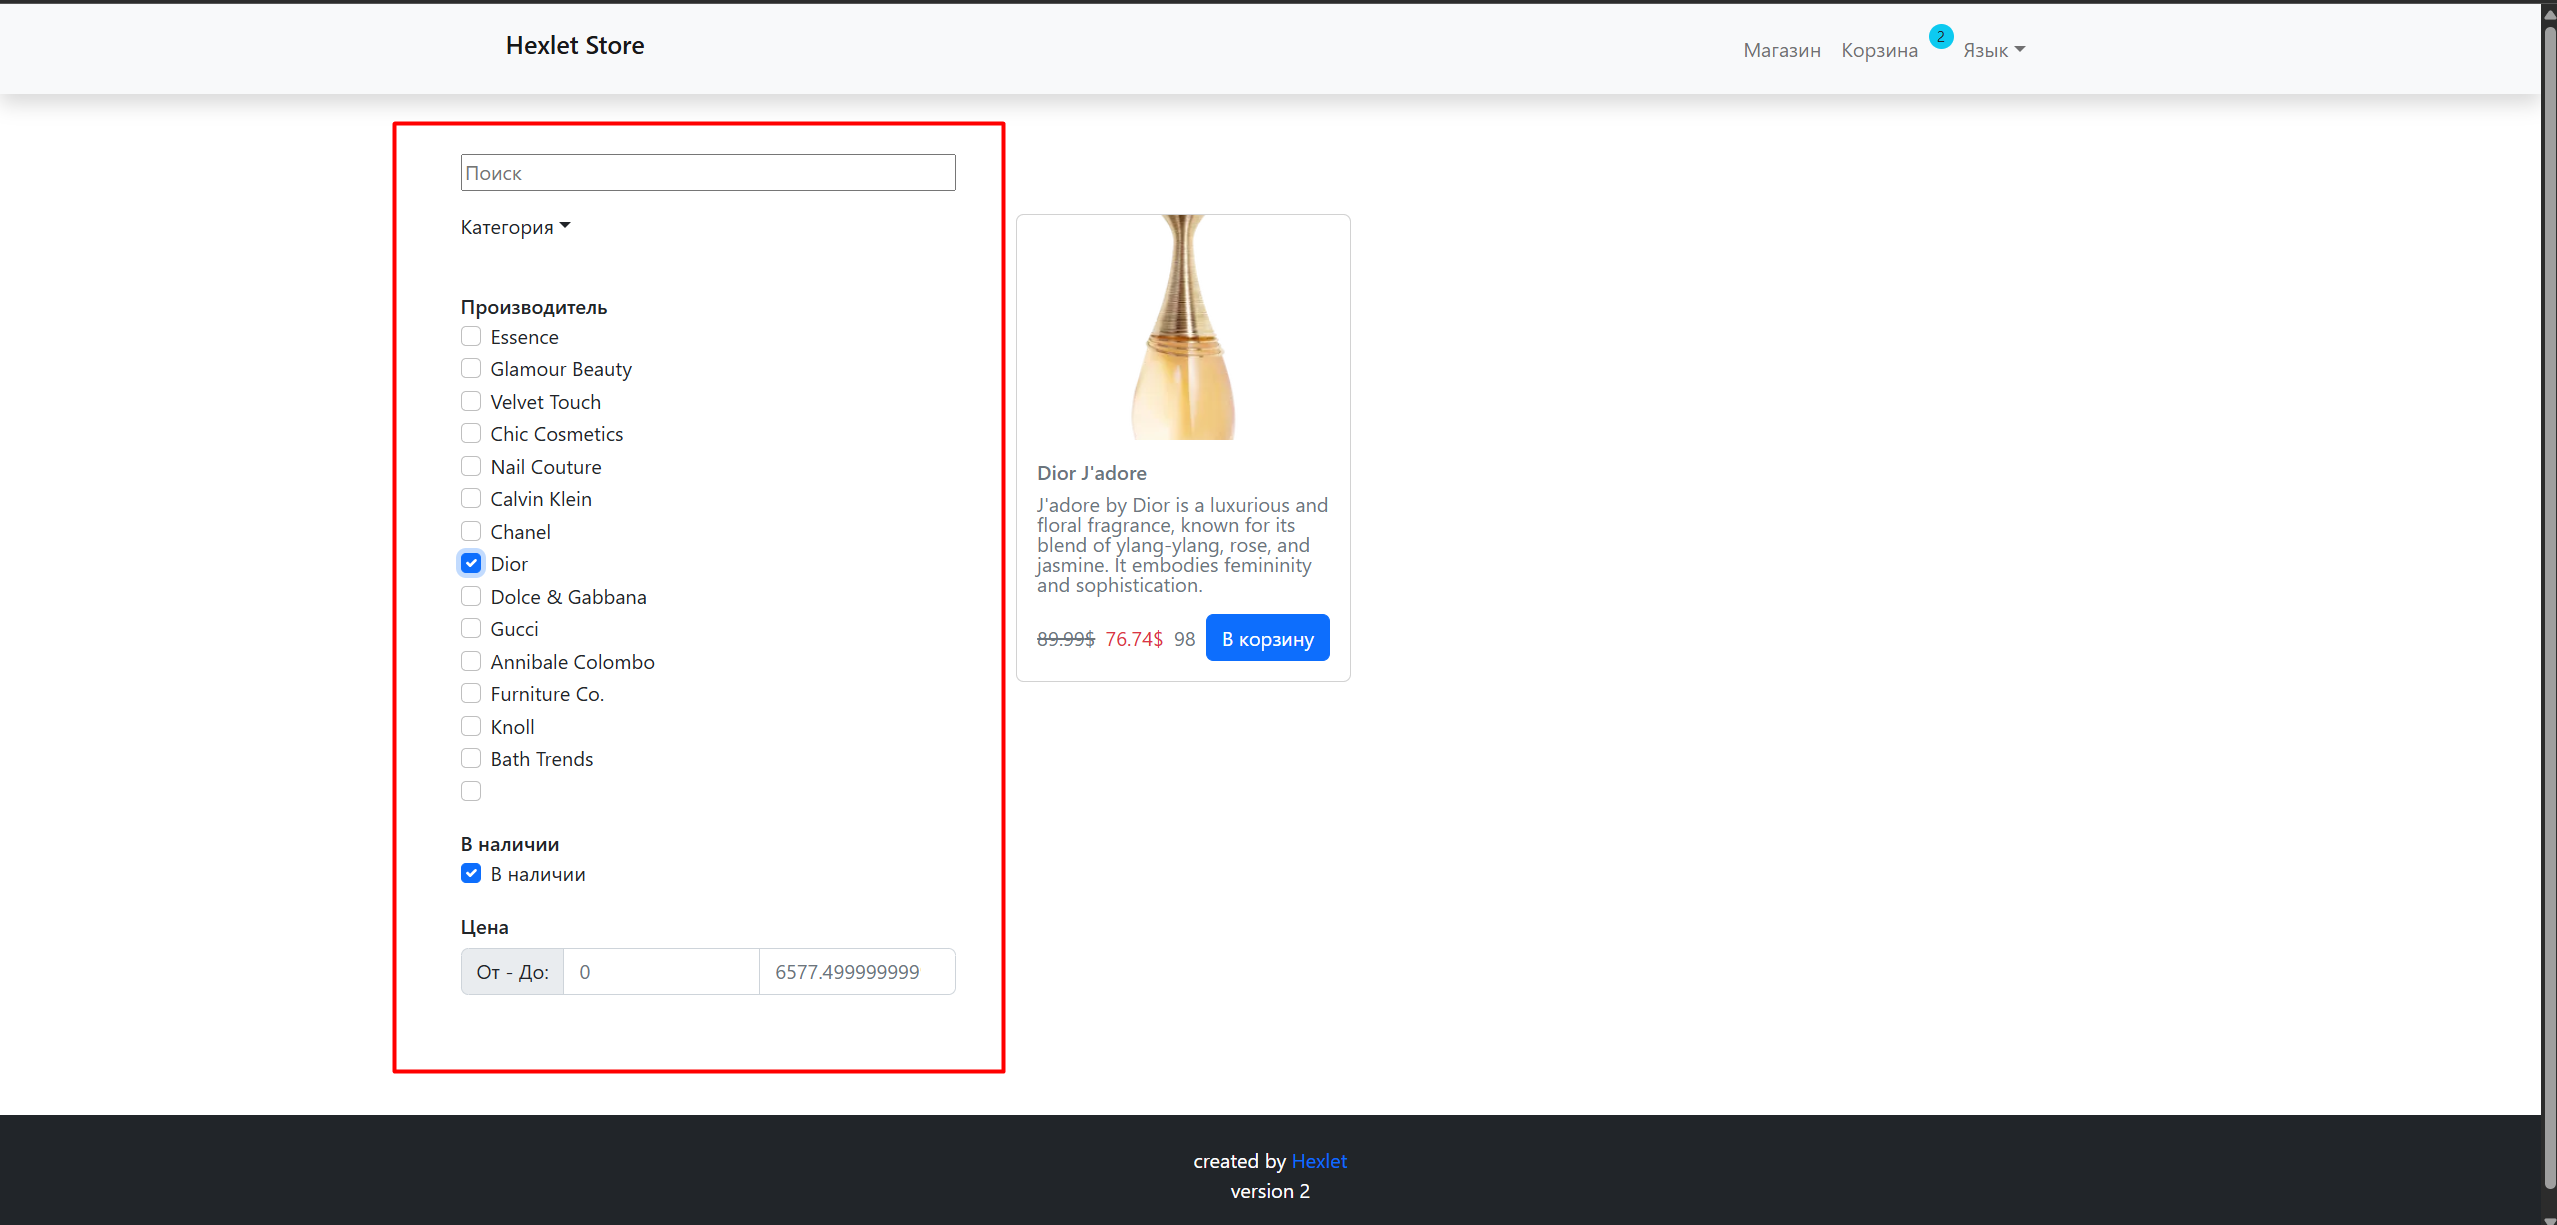 Hexlet Store
Магазин Корзина 2 Язык
Поиск
Категория
Производитель
Essence
Glamour Beauty
Velvet Touch
Chic Cosmetics
Nail Couture
Calvin Klein
Chanel
Dior
Dolce & Gabbana
Gucci
Annibale Colombo
Furniture Co.
Knoll
Bath Trends
В наличии
В наличии
Цена
От - До: 0 6577.499999999
Dior J'adore
J'adore by Dior is a luxurious and
floral fragrance, known for its
blend of ylang-ylang, rose, and
jasmine. It embodies femininity
and sophistication.
89.99$ 76.74$ 98 В корзину
created by Hexlet
version 2